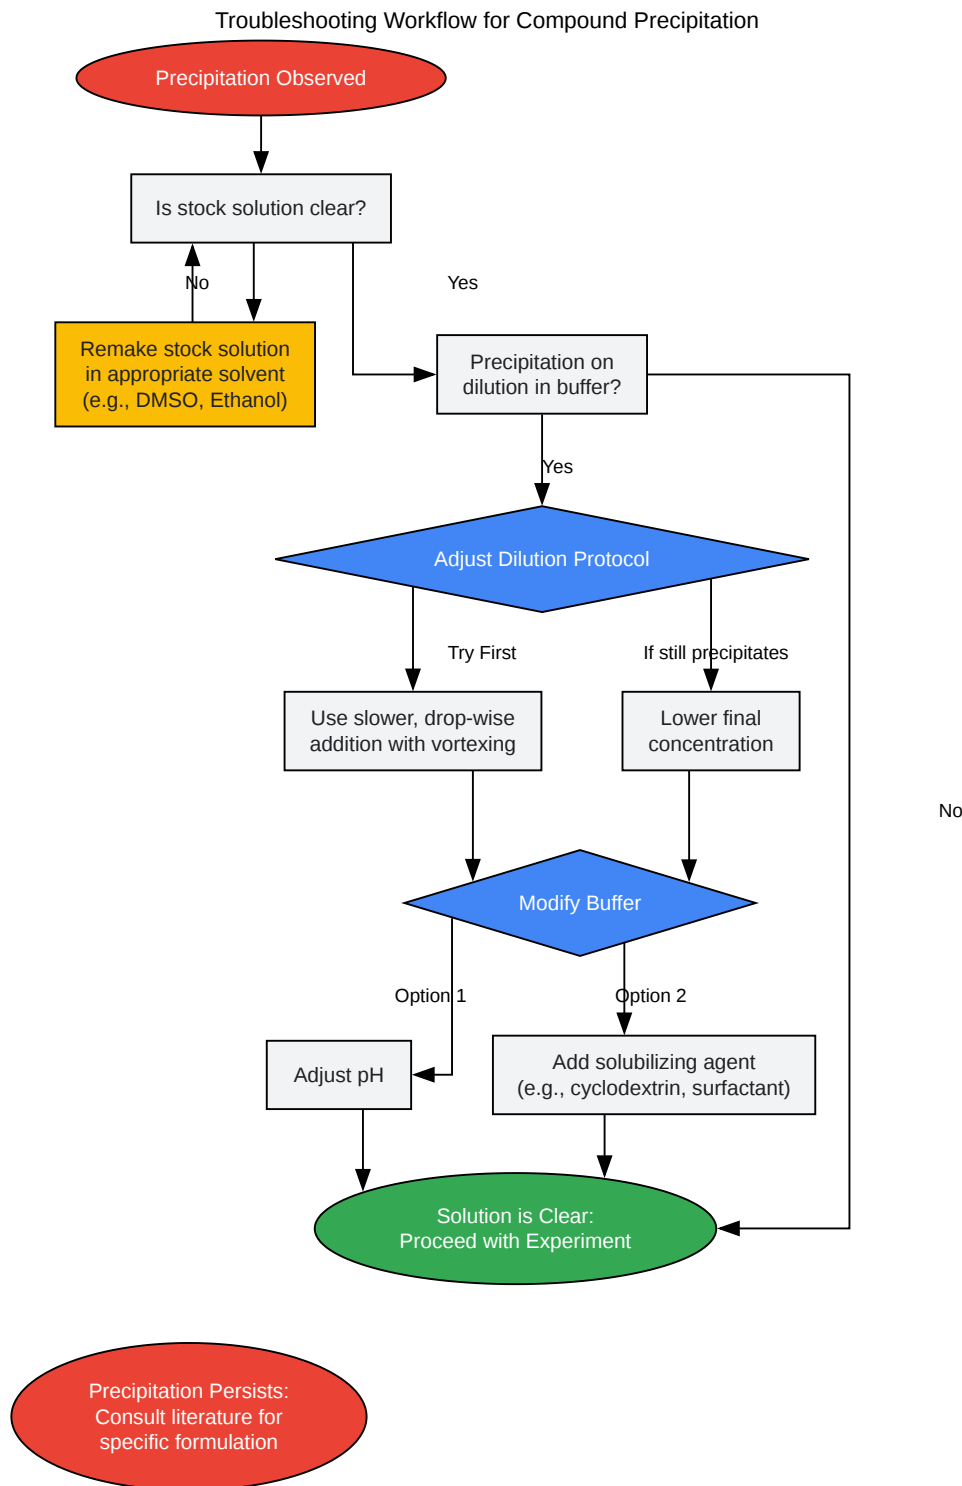 Troubleshooting Workflow for Compound Precipitation
Precipitation Observed
Is stock solution clear?
No
Yes
Remake stock solution
in appropriate solvent
(e.g., DMSO, Ethanol)
Precipitation on
dilution in buffer?
Yes
Adjust Dilution Protocol
Try First
If still precipitates
Use slower, drop-wise
addition with vortexing
Lower final
concentration
No
Modify Buffer
Option 1
Option 2
Adjust pH
Add solubilizing agent
(e.g., cyclodextrin, surfactant)
Solution is Clear:
Proceed with Experiment
Precipitation Persists:
Consult literature for
specific formulation